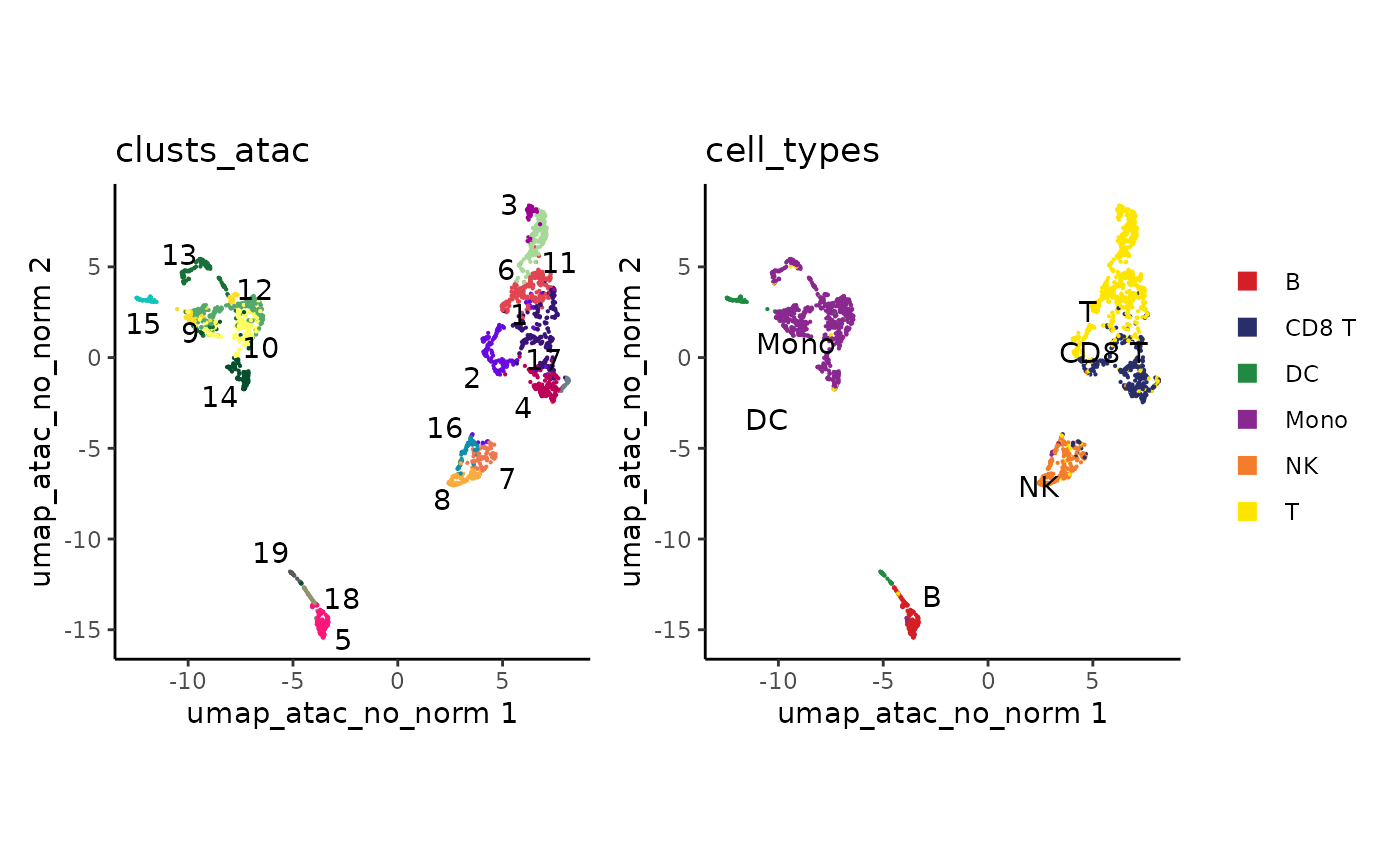 clusts_atac
umap_atac_no_norm 2
5
0
-5
-10
-15
3
13
11
6
12
15
1
9
10
17
2
14
4
16
7
8
19
18
5
-10
-5
0
5
umap_atac_no_norm 1
cell_types
umap_atac_no_norm 2
5
0
-5
-10
-15
T
Mono
CD8 T
DC
NK
B
-10
-5
0
5
umap_atac_no_norm 1
B
CD8 T
DC
Mono
NK
T